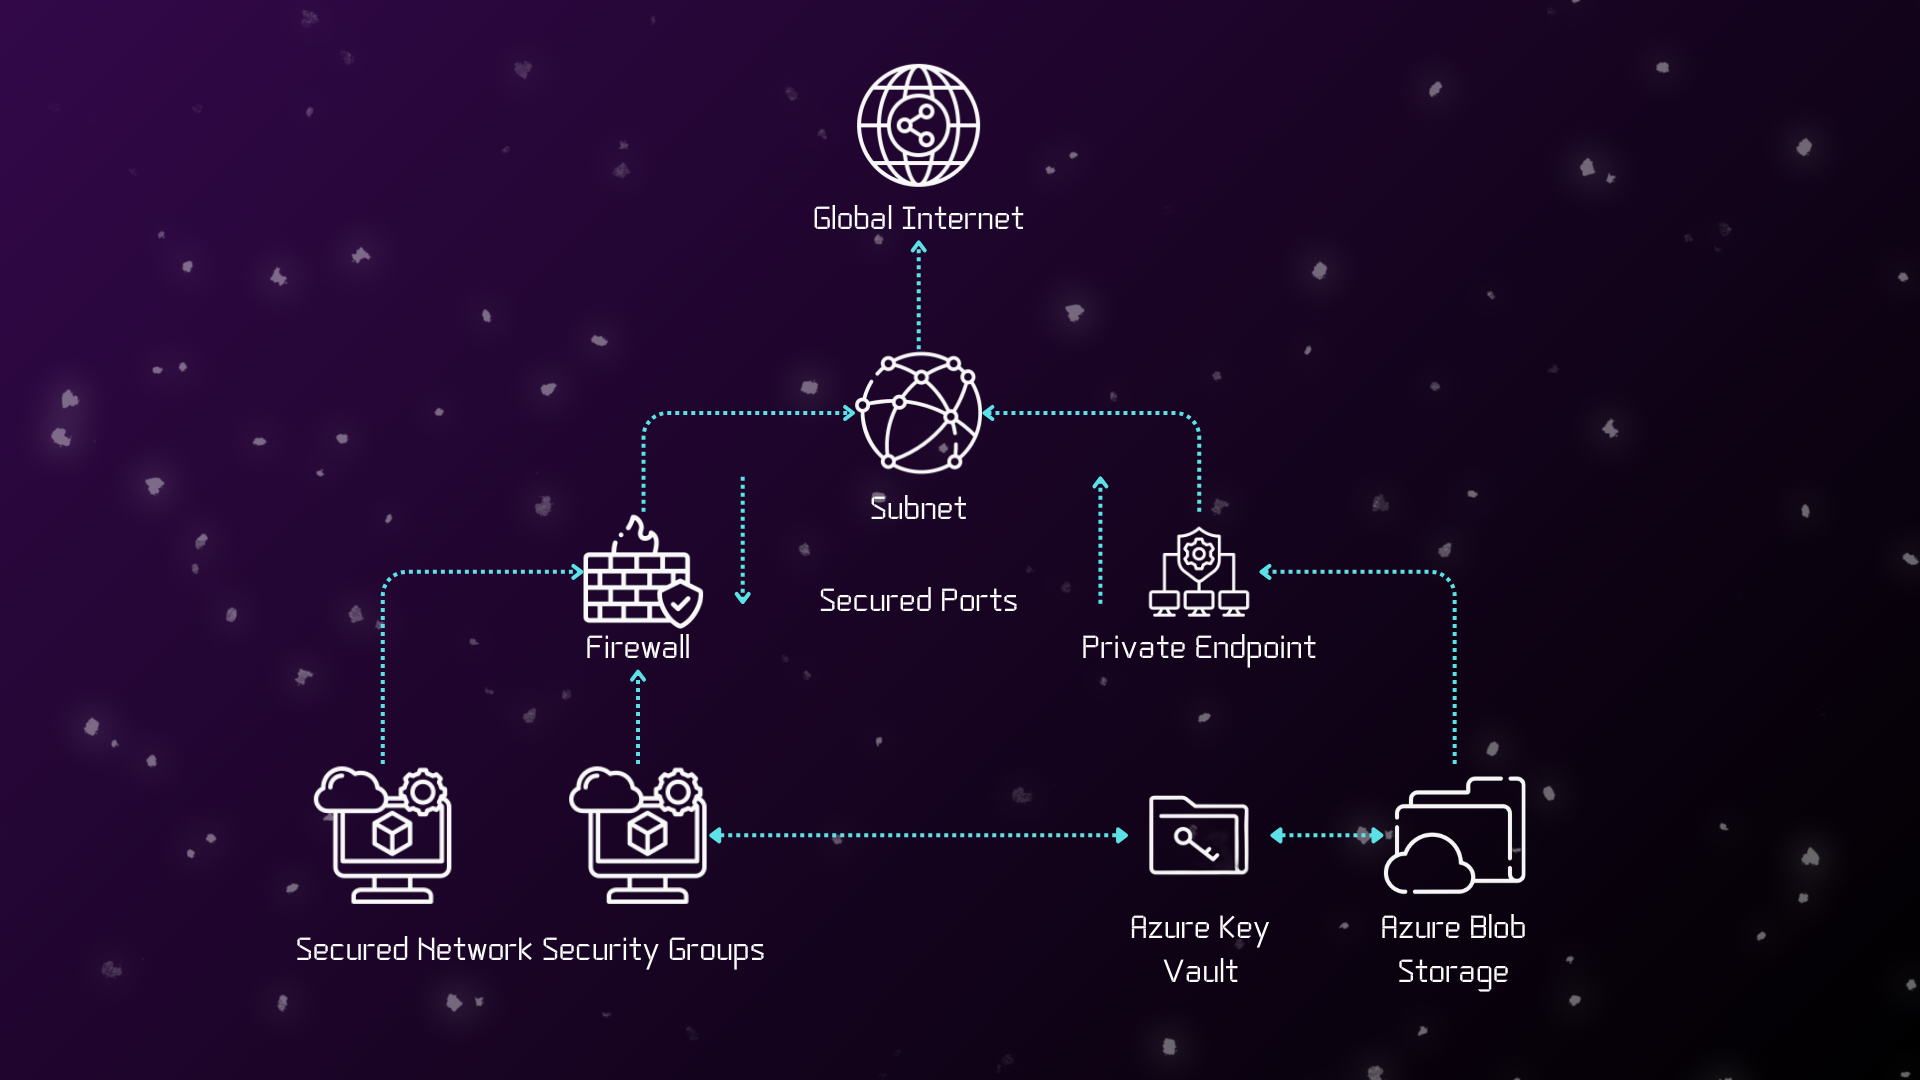 Global Internet
Subnet
Secured Ports
Firewall
Private Endpoint
Secured Network Security Groups
Azure Key
Vault
Azure Blob
Storage